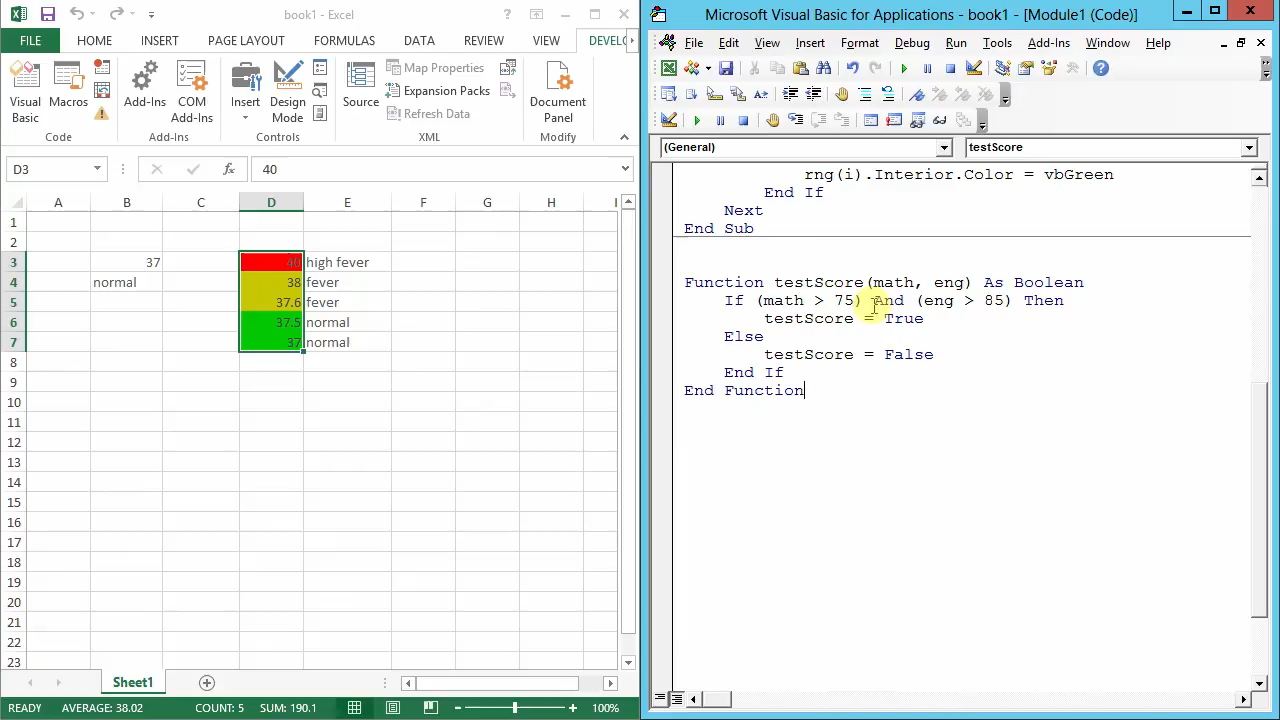 book1 - Excel
FILE HOME INSERT PAGE LAYOUT FORMULAS DATA REVIEW VIEW DEVELO
Visual Basic
Macros
Add-Ins
COM Add-Ins
Insert
Design Mode
Source
Map Properties
Expansion Packs
Refresh Data
Document Panel
Code Add-Ins Controls XML Modify
D3 fx 40
A B C D E F G H I
1
2
3 37 40 high fever
4 normal 38 fever
5 37.6 fever
6 37.5 normal
7 37 normal
8
9
10
11
12
13
14
15
16
17
18
19
20
21
22
23
Sheet1
READY AVERAGE: 38.02 COUNT: 5 SUM: 190.1 100%
Microsoft Visual Basic for Applications - book1 - [Module1 (Code)]
File Edit View Insert Format Debug Run Tools Add-Ins Window Help
(General) testScore
rng(i).Interior.Color = vbGreen
End If
Next
End Sub
Function testScore(math, eng) As Boolean
If (math > 75) And (eng > 85) Then
testScore = True
Else
testScore = False
End If
End Function